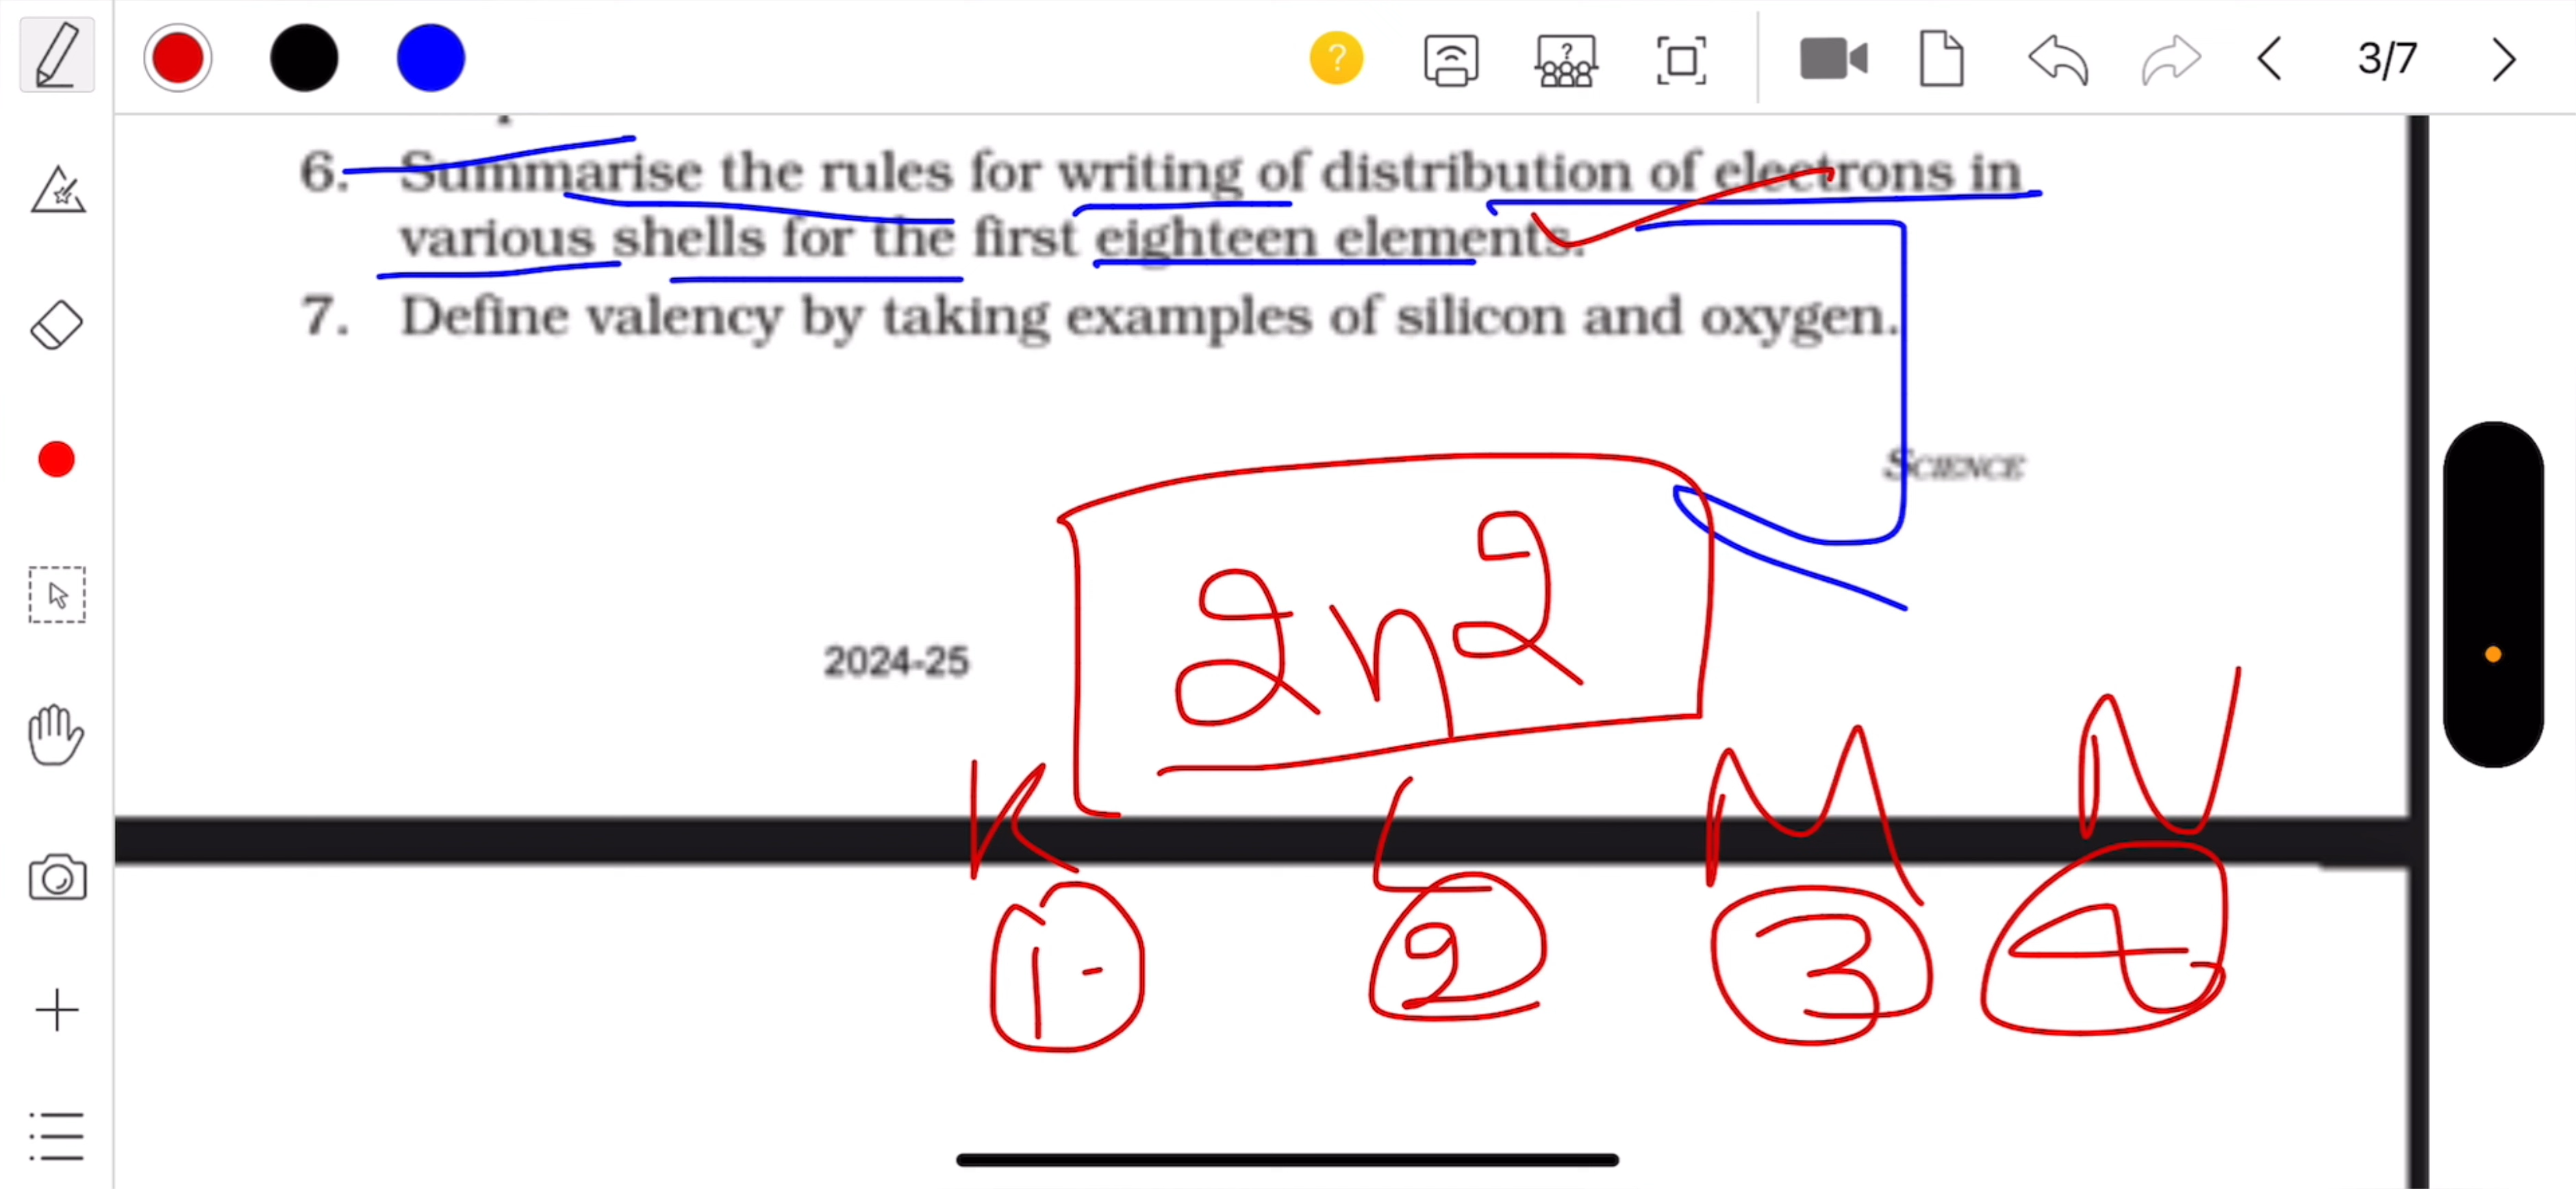 3/7
6. Summarise the rules for writing of distribution of electrons in
various shells for the first eighteen elements.
7. Define valency by taking examples of silicon and oxygen.
SCIENCE
2n²
2024-25
K L M N
1 2 3 4